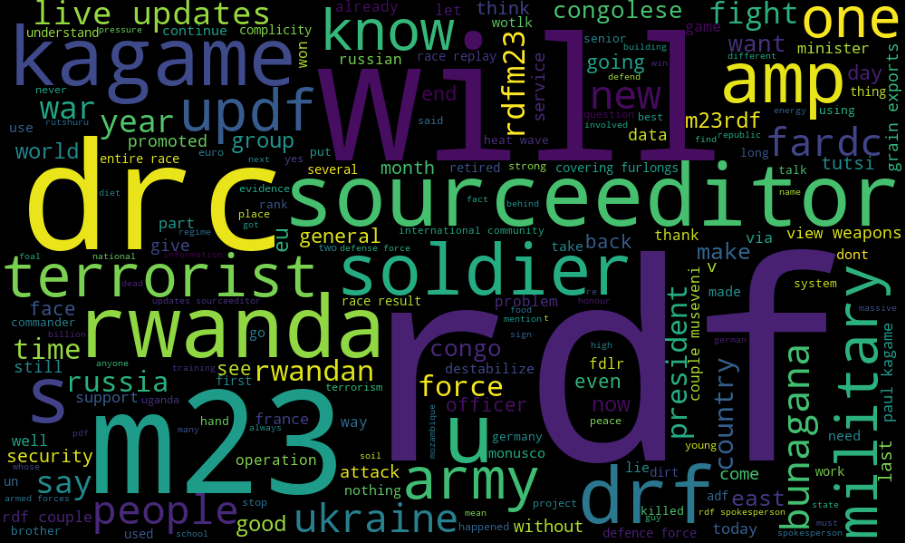 live updates
understand
pressure
continue
complicity
already
let
think
wotlk
congolese
fight
one
senior
building
kagame
won
know
russian
race replay
rdfm23
service
going
want
minister
game
different
defend
win
never
rutshuru
war
updf
will
end
new
amp
day
thing
using
grain exports
use
promoted
year
group
said
heat wave
question
involved
best
data
m23rdf
energy
republic
find
fardc
long
world
entire race
euro
put
several
month
retired
strong
covering furlongs
tutsi
drc
next
yes
evidence
rank
eu
fact
behind
state
must
talk
name
diet
place
got
part
give
regime
sourceeditor
general
international community
thank
via
view weapons
foal
national
information
two
defense force
take
back
make
dont
terrorist
dead
updates sourceeditor
soldier
re
honour
president
couple museveni
v
made
system
massive
face
commander
billion
race result
problem
food
mention
t
sign
german
military
paul kagame
time
anyone
training
go
rwanda
destabilize
congo
high
fdlr
still
support
uganda
see
first
terrorism
rwandan
force
even
now
peace
country
bunagana
s
russia
hand
france
way
officer
mozambique
germany
monusco
young
need
well
pdf
many
always
m23
u
rdf
security
whose
operation
soil
attack
nothing
lie
dirt
come
last
un
say
armed forces
stop
mean
army
project
guy
adf
east
work
rdf couple
people
good
ukraine
without
drf
killed
rdf spokesperson
brother
used
school
happened
defence force
today
spokesperson